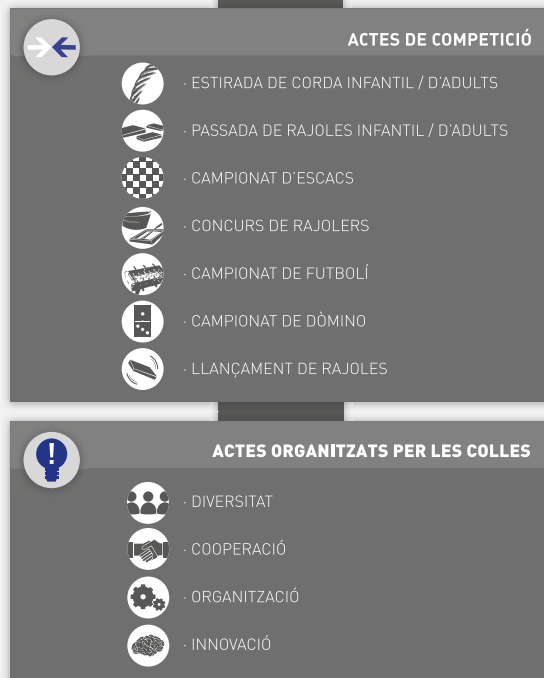 ACTES DE COMPETICIÓ
· ESTIRADA DE CORDA INFANTIL / D'ADULTS
· PASSADA DE RAJOLES INFANTIL / D'ADULTS
· CAMPIONAT D'ESCACS
· CONCURS DE RAJOLERS
· CAMPIONAT DE FUTBOLÍ
· CAMPIONAT DE DÒMINO
· LLANÇAMENT DE RAJOLES
ACTES ORGANITZATS PER LES COLLES
· DIVERSITAT
· COOPERACIÓ
· ORGANITZACIÓ
· INNOVACIÓ